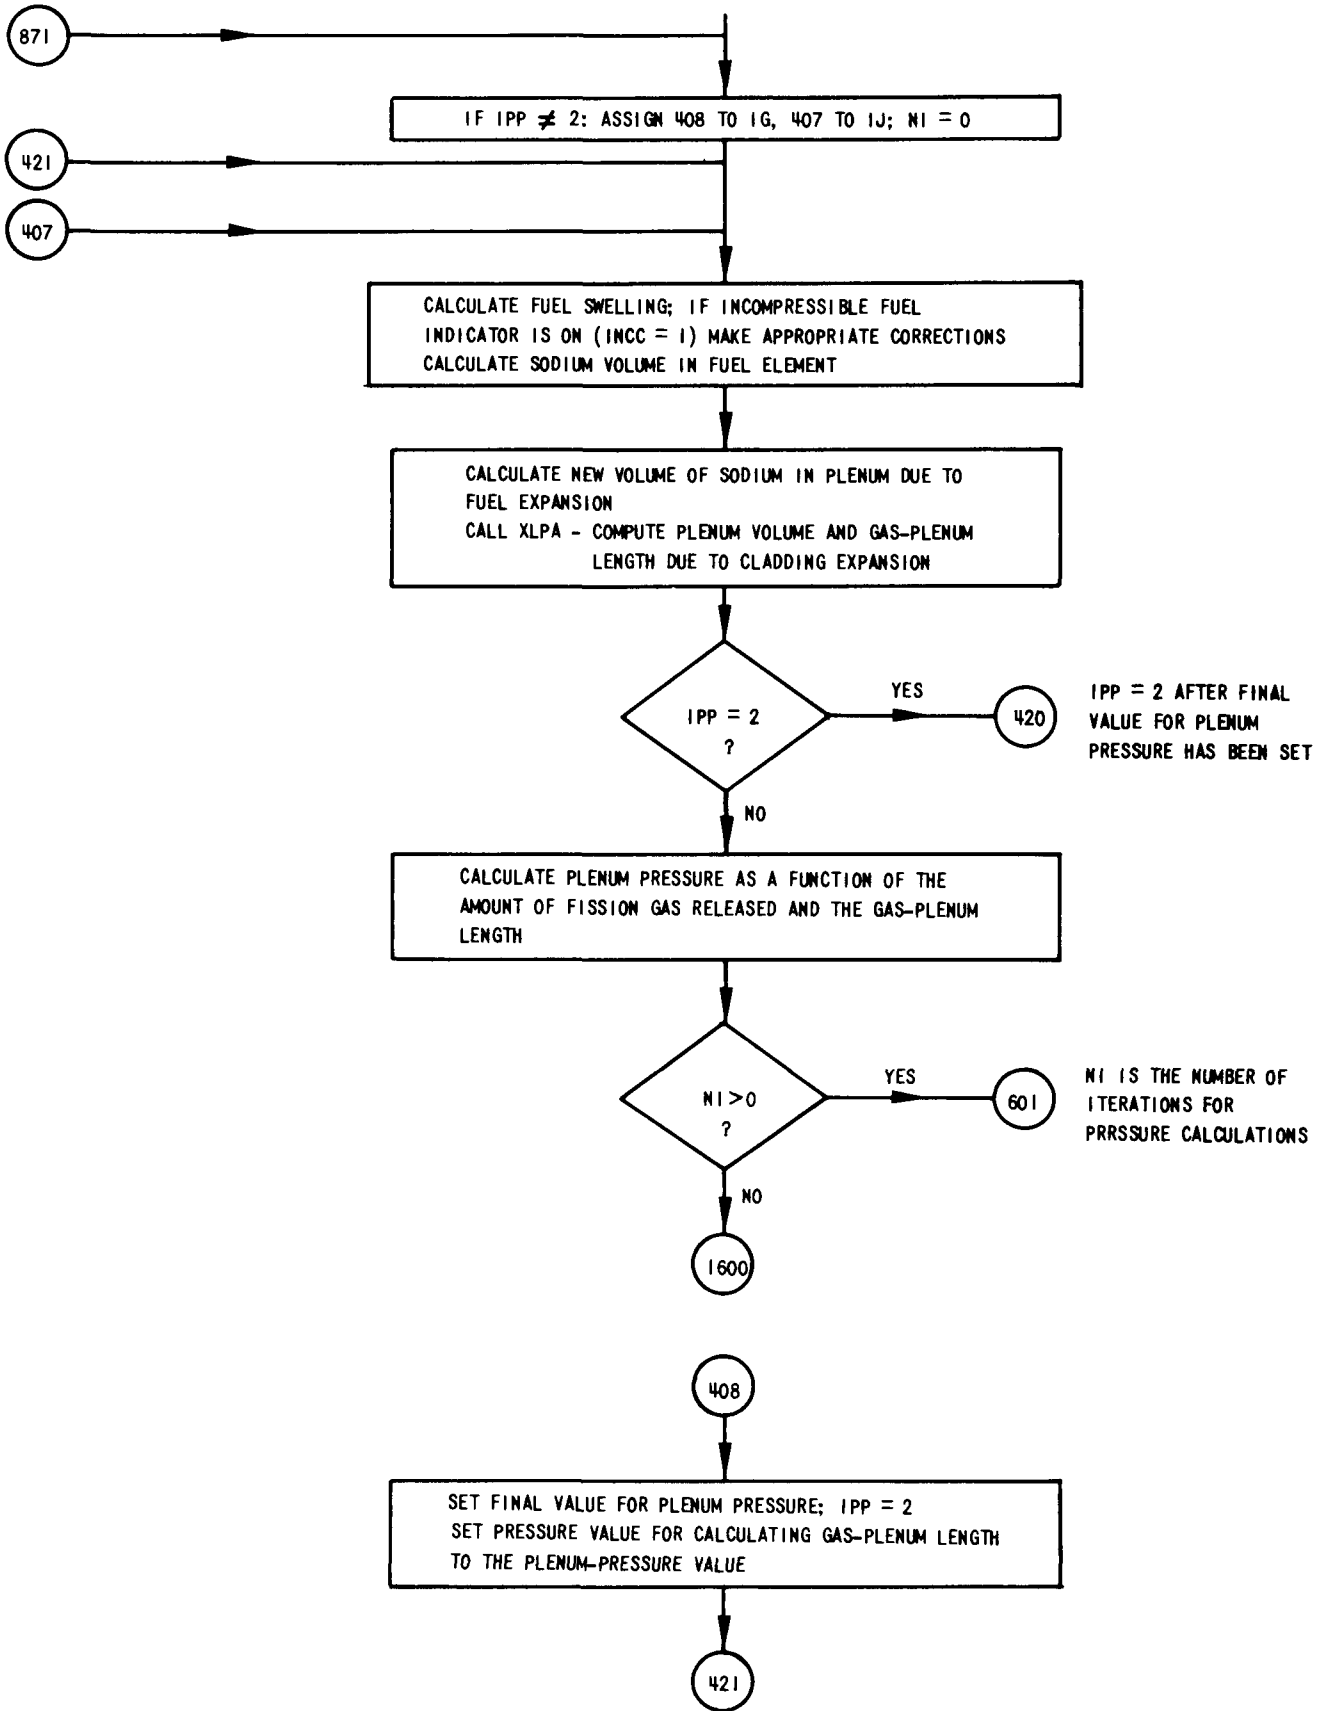 871
IF IPP ≠ 2: ASSIGN 408 TO IG, 407 TO IJ; NI = 0
421
407
CALCULATE FUEL SWELLING; IF INCOMPRESSIBLE FUEL
INDICATOR IS ON (INCC = 1) MAKE APPROPRIATE CORRECTIONS
CALCULATE SODIUM VOLUME IN FUEL ELEMENT
CALCULATE NEW VOLUME OF SODIUM IN PLENUM DUE TO
FUEL EXPANSION
CALL XLPA - COMPUTE PLENUM VOLUME AND GAS-PLENUM
LENGTH DUE TO CLADDING EXPANSION
IPP = 2
?
YES
420
IPP = 2 AFTER FINAL
VALUE FOR PLENUM
PRESSURE HAS BEEN SET
NO
CALCULATE PLENUM PRESSURE AS A FUNCTION OF THE
AMOUNT OF FISSION GAS RELEASED AND THE GAS-PLENUM
LENGTH
NI>0
?
YES
601
NI IS THE NUMBER OF
ITERATIONS FOR
PRRSSURE CALCULATIONS
NO
1600
408
SET FINAL VALUE FOR PLENUM PRESSURE; IPP = 2
SET PRESSURE VALUE FOR CALCULATING GAS-PLENUM LENGTH
TO THE PLENUM-PRESSURE VALUE
421